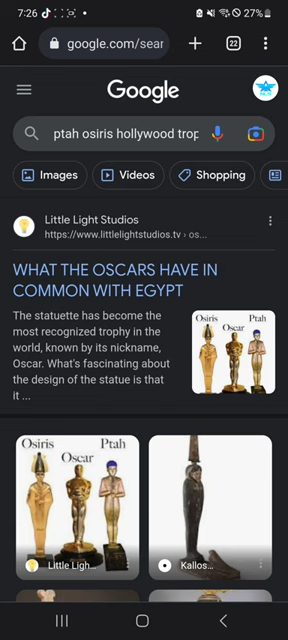 7:26
27%
google.com/sear
22
Google
ptah osiris hollywood trop
Images
Videos
Shopping
Little Light Studios
https://www.littlelightstudios.tv › os...
WHAT THE OSCARS HAVE IN
COMMON WITH EGYPT
The statuette has become the
most recognized trophy in the
world, known by its nickname,
Oscar. What's fascinating about
the design of the statue is that
it ...
Osiris
Ptah
Oscar
Osiris
Ptah
Oscar
Little Ligh...
Kallos...